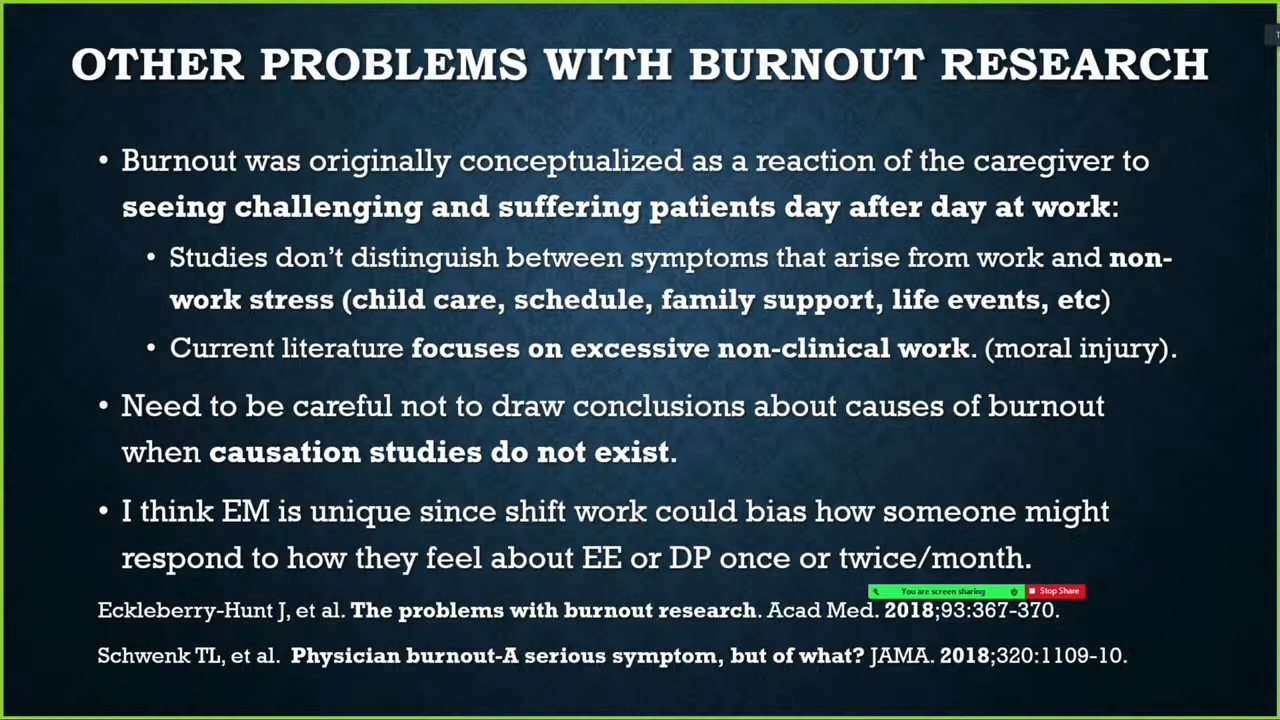 OTHER PROBLEMS WITH BURNOUT RESEARCH
• Burnout was originally conceptualized as a reaction of the caregiver to
seeing challenging and suffering patients day after day at work:
• Studies don't distinguish between symptoms that arise from work and non-
work stress (child care, schedule, family support, life events, etc)
• Current literature focuses on excessive non-clinical work. (moral injury).
• Need to be careful not to draw conclusions about causes of burnout
when causation studies do not exist.
• I think EM is unique since shift work could bias how someone might
respond to how they feel about EE or DP once or twice/month.
You are screen sharing Stop Share
Eckleberry-Hunt J, et al. The problems with burnout research. Acad Med. 2018;93:367-370.
Schwenk TL, et al. Physician burnout-A serious symptom, but of what? JAMA. 2018;320:1109-10.